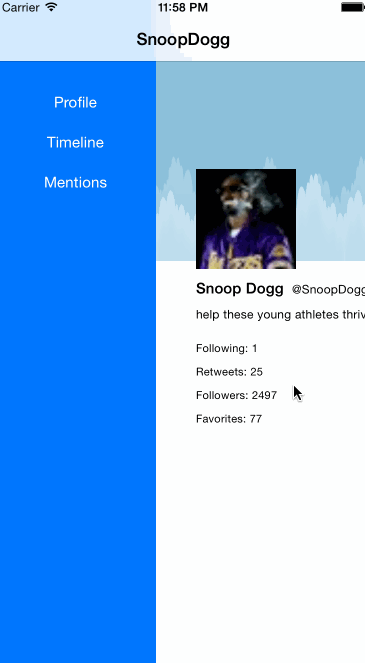 Carrier 11:58 PM
SnoopDogg
Profile
Timeline
Mentions
Snoop Dogg @SnoopDogg
help these young athletes thriv
Following: 1
Retweets: 25
Followers: 2497
Favorites: 77